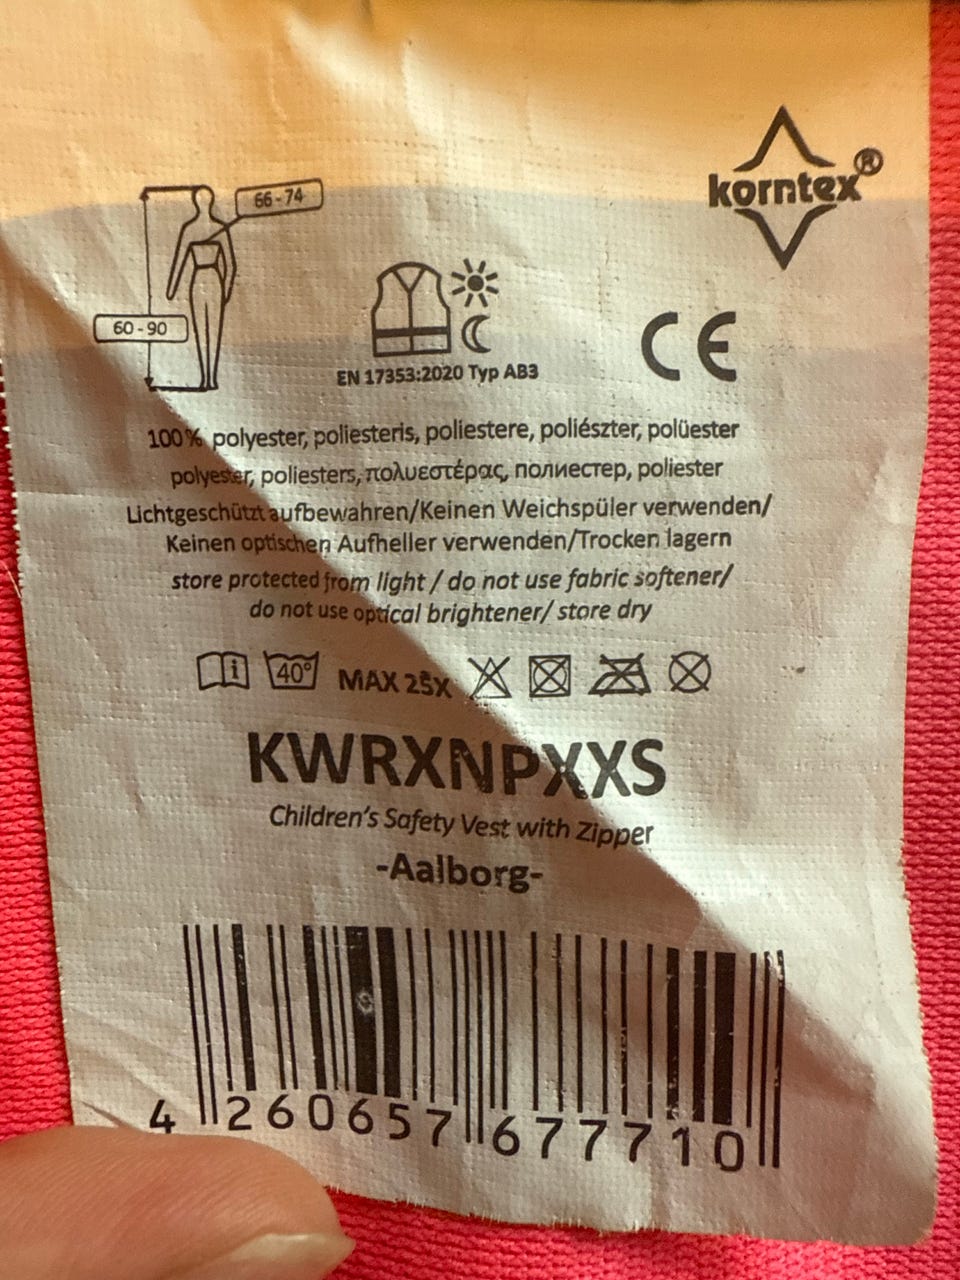 korntex®
66 - 74
60 - 90
CE
EN 17353:2020 Typ AB3
100% polyester, poliesteris, poliestere, poliészter, polüester
polyester, poliesters, πολυεστέρας, полиестер, poliester
Lichtgeschützt aufbewahren/Keinen Weichspüler verwenden/
Keinen optischen Aufheller verwenden/Trocken lagern
store protected from light / do not use fabric softener/
do not use optical brightener/ store dry
i 40° MAX 25X
KWRXNPXXS
Children's Safety Vest with Zipper
-Aalborg-
4 260657 677710